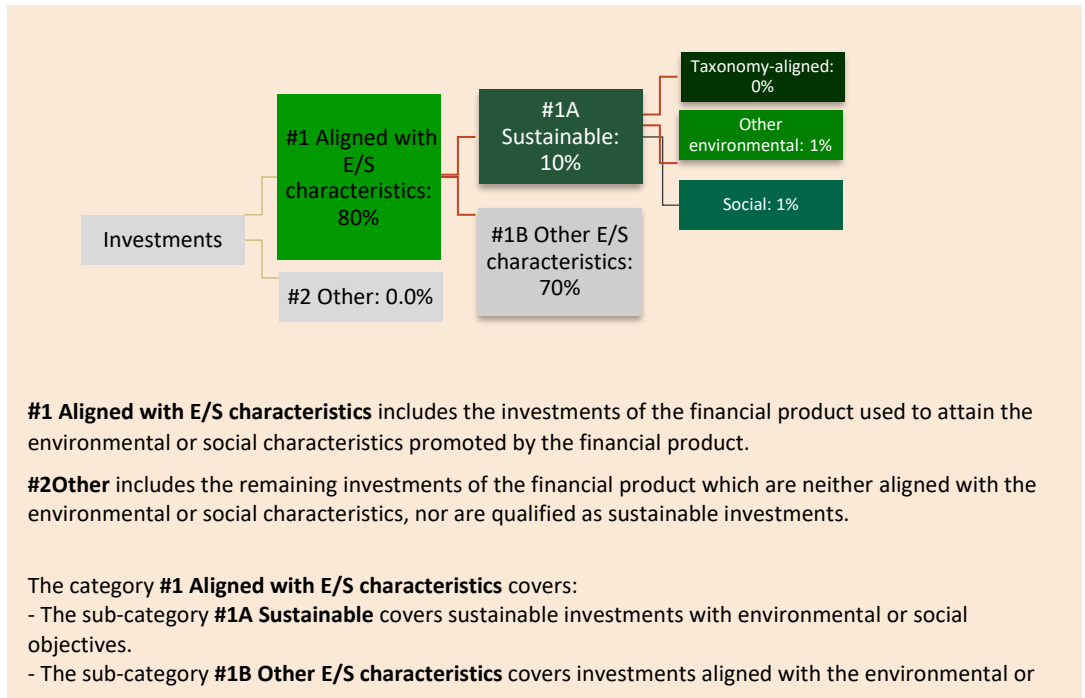 Taxonomy-aligned:
0%
#1A
Sustainable:
10%
Other
environmental: 1%
#1 Aligned with
E/S
characteristics:
80%
Social: 1%
Investments
#1B Other E/S
characteristics:
70%
#2 Other: 0.0%
#1 Aligned with E/S characteristics includes the investments of the financial product used to attain the
environmental or social characteristics promoted by the financial product.
#2Other includes the remaining investments of the financial product which are neither aligned with the
environmental or social characteristics, nor are qualified as sustainable investments.
The category #1 Aligned with E/S characteristics covers:
- The sub-category #1A Sustainable covers sustainable investments with environmental or social
objectives.
- The sub-category #1B Other E/S characteristics covers investments aligned with the environmental or